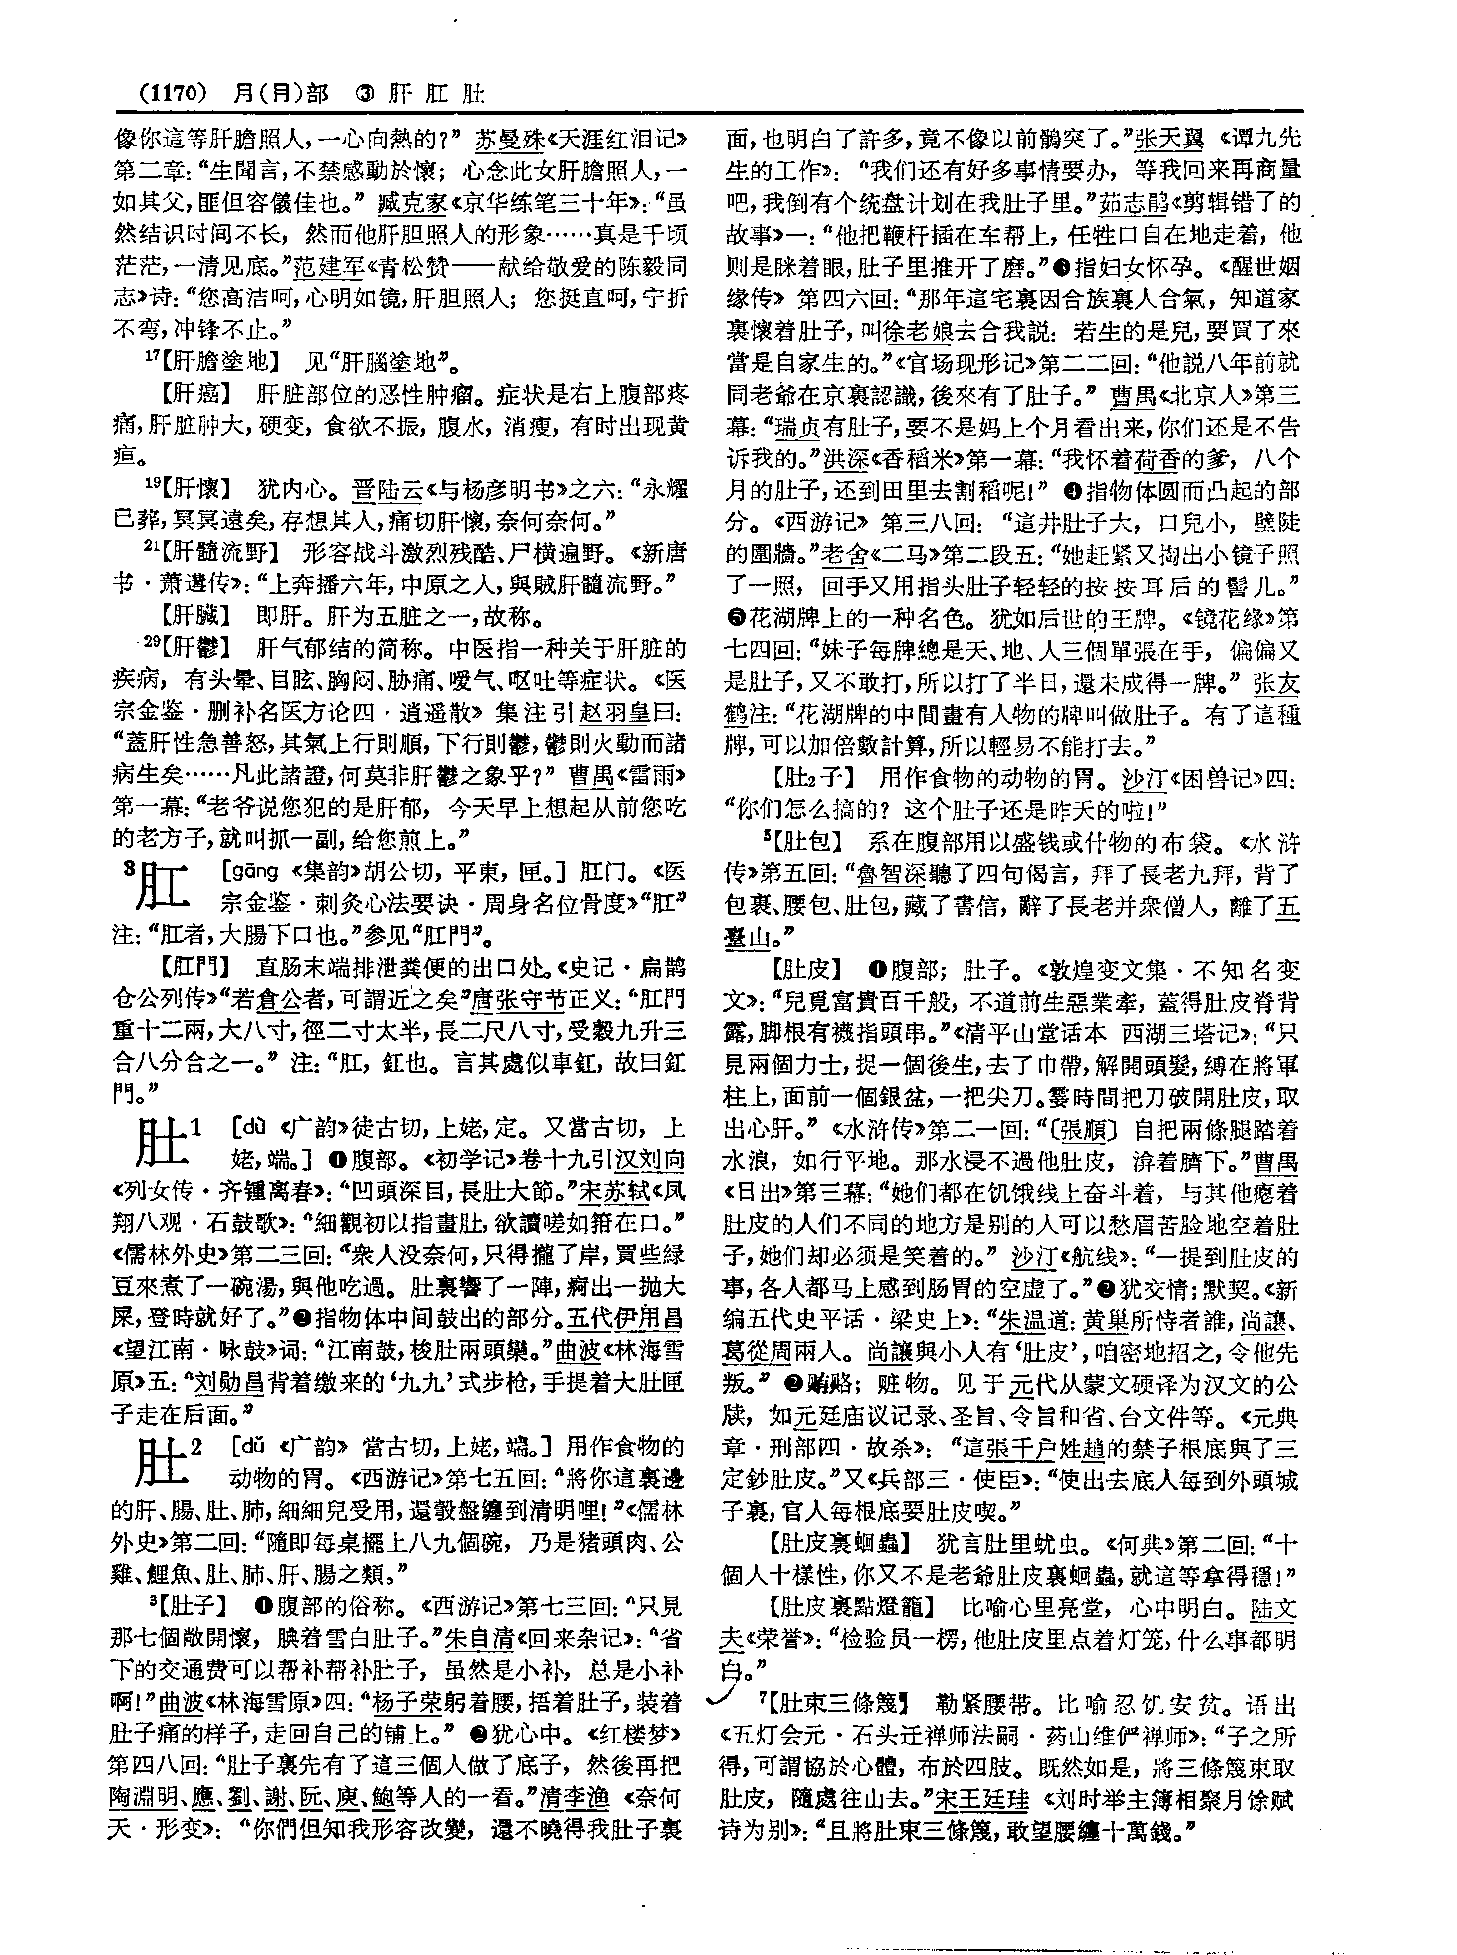 (1170) 月(月)部 ③ 肝 肛 肚
像你這等肝膽照人,一心向熱的?”苏曼殊《天涯红泪记》
第二章:“生聞言,不禁感動於懷;心念此女肝膽照人,一
如其父,匪但容儀佳也。”臧克家《京华练笔三十年》:“虽
然结识时间不长,然而他肝胆照人的形象……真是千顷
茫茫,一清见底。”范建军《青松赞——献给敬爱的陈毅同
志》诗:“您高洁呵,心明如镜,肝胆照人;您挺直呵,宁折
不弯,冲锋不止。”
17【肝膽塗地】 见“肝腦塗地”。
【肝癌】 肝脏部位的恶性肿瘤。症状是右上腹部疼
痛,肝脏肿大,硬变,食欲不振,腹水,消瘦,有时出现黄
疸。
19【肝懷】 犹内心。晋陆云《与杨彦明书》之六:“永耀
已葬,冥冥遠矣,存想其人,痛切肝懷,奈何奈何。”
21【肝髓流野】 形容战斗激烈残酷、尸横遍野。《新唐
书·萧遘传》:“上奔播六年,中原之人,與賊肝髓流野。”
【肝臟】 即肝。肝为五脏之一,故称。
29【肝鬱】 肝气郁结的简称。中医指一种关于肝脏的
疾病,有头晕、目眩、胸闷、胁痛、嗳气、呕吐等症状。《医
宗金鉴·删补名医方论四·逍遥散》集注引赵羽皇曰:
“蓋肝性急善怒,其氣上行則順,下行則鬱,鬱則火動而諸
病生矣……凡此諸證,何莫非肝鬱之象乎?”曹禺《雷雨》
第一幕:“老爷说您犯的是肝郁,今天早上想起从前您吃
的老方子,就叫抓一副,给您煎上。”
3肛 [gāng《集韵》胡公切,平東,匣。]肛门。《医
宗金鉴·刺灸心法要诀·周身名位骨度》“肛”
注:“肛者,大腸下口也。”参见“肛門”。
【肛門】 直肠末端排泄粪便的出口处。《史记·扁鹊
仓公列传》“若倉公者,可謂近之矣”唐张守节正义:“肛門
重十二兩,大八寸,徑二寸太半,長二尺八寸,受穀九升三
合八分合之一。”注:“肛,釭也。言其處似車釭,故曰釭
門。”
肚1 [dù《广韵》徒古切,上姥,定。又當古切,上
姥,端。]❶腹部。《初学记》卷十九引汉刘向
《列女传·齐锺离春》:“凹頭深目,長肚大節。”宋苏轼《凤
翔八观·石鼓歌》:“細觀初以指畫肚,欲讀嗟如箝在口。”
《儒林外史》第二三回:“衆人没奈何,只得攏了岸,買些緑
豆來煮了一碗湯,與他吃過。肚裏響了一陣,痾出一抛大
屎,登時就好了。”❷指物体中间鼓出的部分。五代伊用昌
《望江南·咏鼓》词:“江南鼓,梭肚兩頭欒。”曲波《林海雪
原》五:“刘勋昌背着缴来的‘九九’式步枪,手提着大肚匣
子走在后面。”
肚2 [dǔ《广韵》當古切,上姥,端。]用作食物的
动物的胃。《西游记》第七五回:“將你這裏邊
的肝、腸、肚、肺,細細兒受用,還彀盤纏到清明哩!”《儒林
外史》第二回:“隨即每桌擺上八九個碗,乃是猪頭肉、公
雞、鯉魚、肚、肺、肝、腸之類。”
3【肚子】 ❶腹部的俗称。《西游记》第七三回:“只見
那七個敞開懷,腆着雪白肚子。”朱自清《回来杂记》:“省
下的交通费可以帮补帮补肚子,虽然是小补,总是小补
啊!”曲波《林海雪原》四:“杨子荣躬着腰,捂着肚子,装着
肚子痛的样子,走回自己的铺上。”❷犹心中。《红楼梦》
第四八回:“肚子裏先有了這三個人做了底子,然後再把
陶淵明、應、劉、謝、阮、庾、鮑等人的一看。”清李渔《奈何
天·形变》:“你們但知我形容改變,還不曉得我肚子裏
面,也明白了許多,竟不像以前鶻突了。”张天翼《谭九先
生的工作》:“我们还有好多事情要办,等我回来再商量
吧,我倒有个统盘计划在我肚子里。”茹志鹃《剪辑错了的
故事》一:“他把鞭杆插在车帮上,任牲口自在地走着,他
则是眯着眼,肚子里推开了磨。”❸指妇女怀孕。《醒世姻
缘传》第四六回:“那年這宅裏因合族裏人合氣,知道家
裏懷着肚子,叫徐老娘去合我説:若生的是兒,要買了來
當是自家生的。”《官场现形记》第二二回:“他説八年前就
同老爺在京裏認識,後來有了肚子。”曹禺《北京人》第三
幕:“瑞贞有肚子,要不是妈上个月看出来,你们还是不告
诉我的。”洪深《香稻米》第一幕:“我怀着荷香的爹,八个
月的肚子,还到田里去割稻呢!”❹指物体圆而凸起的部
分。《西游记》第三八回:“這井肚子大,口兒小,壁陡
的圍牆。”老舍《二马》第二段五:“她赶紧又掏出小镜子照
了一照,回手又用指头肚子轻轻的按按耳后的髻儿。”
❺花湖牌上的一种名色。犹如后世的王牌。《镜花缘》第
七四回:“妹子每牌總是天、地、人三個單張在手,偏偏又
是肚子,又不敢打,所以打了半日,還未成得一牌。”张友
鹤注:“花湖牌的中間畫有人物的牌叫做肚子。有了這種
牌,可以加倍數計算,所以輕易不能打去。”
【肚2子】 用作食物的动物的胃。沙汀《困兽记》四:
“你们怎么搞的?这个肚子还是昨天的啦!”
5【肚包】 系在腹部用以盛钱或什物的布袋。《水浒
传》第五回:“魯智深聽了四句偈言,拜了長老九拜,背了
包裹、腰包、肚包,藏了書信,辭了長老并衆僧人,離了五
臺山。”
【肚皮】 ❶腹部;肚子。《敦煌变文集·不知名变
文》:“兒覓富貴百千般,不道前生惡業牽,蓋得肚皮脊背
露,脚根有襪指頭串。”《清平山堂话本 西湖三塔记》:“只
見兩個力士,捉一個後生,去了巾帶,解開頭髮,縛在將軍
柱上,面前一個銀盆,一把尖刀。霎時間把刀破開肚皮,取
出心肝。”《水浒传》第二一回:“〔張順〕自把兩條腿踏着
水浪,如行平地。那水浸不過他肚皮,渰着臍下。”曹禺
《日出》第三幕:“她们都在饥饿线上奋斗着,与其他瘪着
肚皮的人们不同的地方是别的人可以愁眉苦脸地空着肚
子,她们却必须是笑着的。”沙汀《航线》:“一提到肚皮的
事,各人都马上感到肠胃的空虚了。”❷犹交情;默契。《新
编五代史平话·梁史上》:“朱温道:黄巢所恃者誰,尚讓、
葛從周兩人。尚讓與小人有‘肚皮’,咱密地招之,令他先
叛。”❸贿赂;赃物。见于元代从蒙文硬译为汉文的公
牍,如元廷庙议记录、圣旨、令旨和省、台文件等。《元典
章·刑部四·故杀》:“這張千户姓趙的禁子根底與了三
定鈔肚皮。”又《兵部三·使臣》:“使出去底人每到外頭城
子裏,官人每根底要肚皮喫。”
【肚皮裏蛔蟲】 犹言肚里蚘虫。《何典》第二回:“十
個人十樣性,你又不是老爺肚皮裏蛔蟲,就這等拿得穩!”
【肚皮裏點燈籠】 比喻心里亮堂,心中明白。陆文
夫《荣誉》:“检验员一楞,他肚皮里点着灯笼,什么事都明
白。”
7【肚束三條篾】 勒紧腰带。比喻忍饥安贫。语出
《五灯会元·石头迁禅师法嗣·药山维俨禅师》:“子之所
得,可謂協於心體,布於四肢。既然如是,將三條篾束取
肚皮,隨處往山去。”宋王廷珪《刘时举主簿相聚月馀赋
诗为别》:“且將肚束三條篾,敢望腰纏十萬錢。”